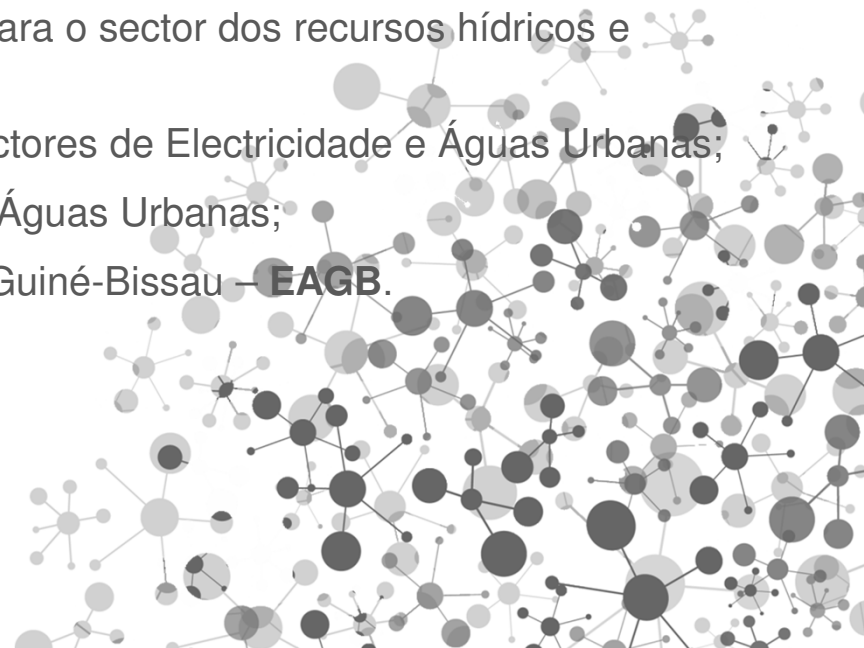 ara o sector dos recursos hídricos e
ctores de Electricidade e Águas Urbanas;
Águas Urbanas;
Guiné-Bissau – EAGB.